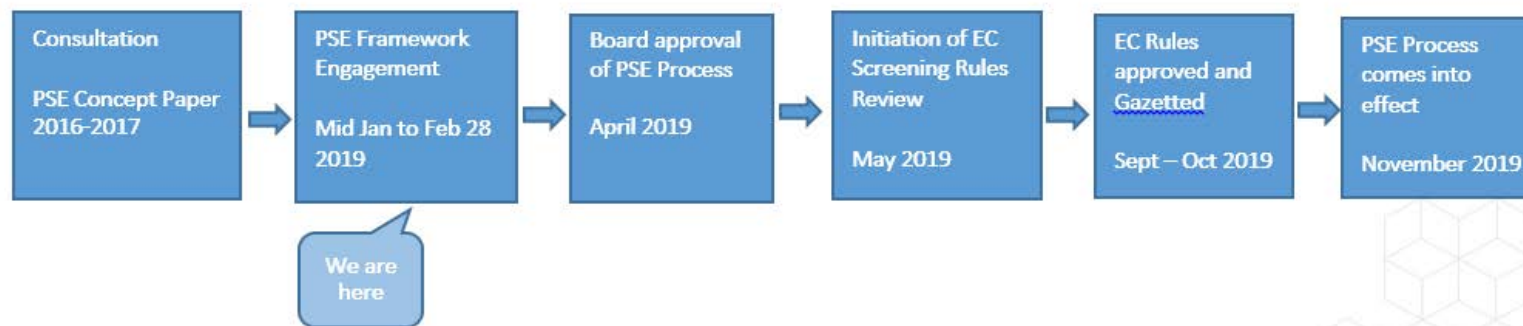 Consultation
PSE Concept Paper
2016-2017
PSE Framework
Engagement
Mid Jan to Feb 28
2019
Board approval
of PSE Process
April 2019
Initiation of EC
Screening Rules
Review
May 2019
EC Rules
approved and
Gazetted
Sept – Oct 2019
PSE Process
comes into
effect
November 2019
We are
here